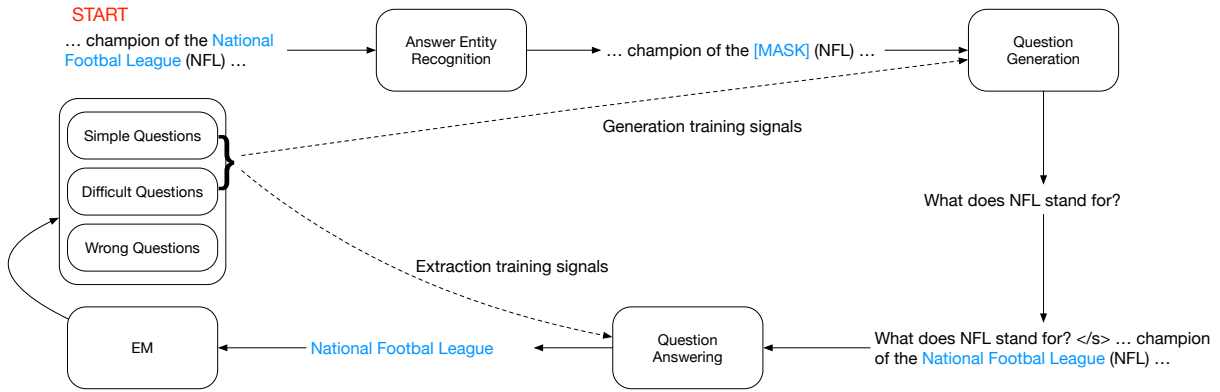 START
… champion of the National
Footbal League (NFL) …
Answer Entity
Recognition
… champion of the [MASK] (NFL) …
Question
Generation
Simple Questions
Difficult Questions
Wrong Questions
}
Generation training signals
What does NFL stand for?
Extraction training signals
EM
National Footbal League
Question
Answering
What does NFL stand for? </s> … champion
of the National Footbal League (NFL) …